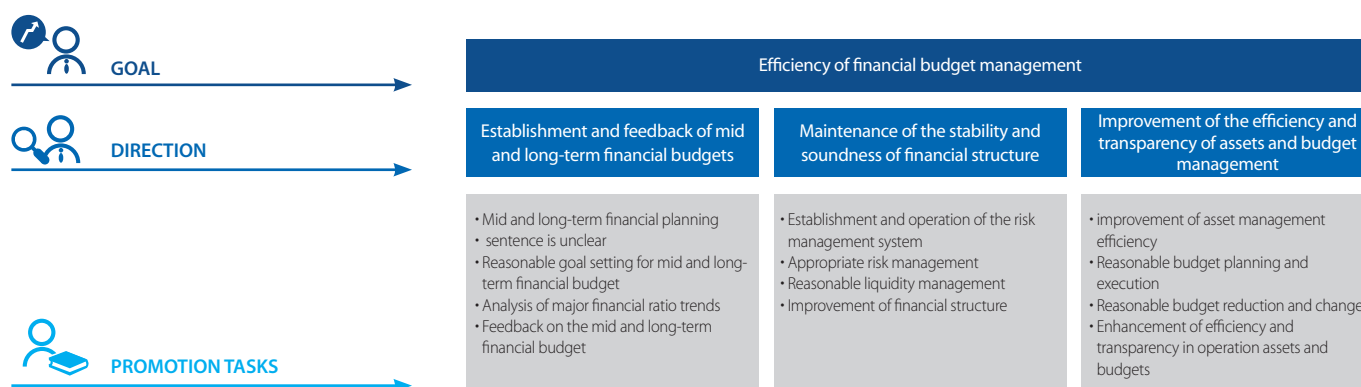 GOAL
Efficiency of financial budget management
DIRECTION
Establishment and feedback of mid
and long-term financial budgets
Maintenance of the stability and
soundness of financial structure
Improvement of the efficiency and
transparency of assets and budget
management
PROMOTION TASKS
• Mid and long-term financial planning
• sentence is unclear
• Reasonable goal setting for mid and long-
term financial budget
• Analysis of major financial ratio trends
• Feedback on the mid and long-term
financial budget
• Establishment and operation of the risk
management system
• Appropriate risk management
• Reasonable liquidity management
• Improvement of financial structure
• improvement of asset management
efficiency
• Reasonable budget planning and
execution
• Reasonable budget reduction and change
• Enhancement of efficiency and
transparency in operation assets and
budgets